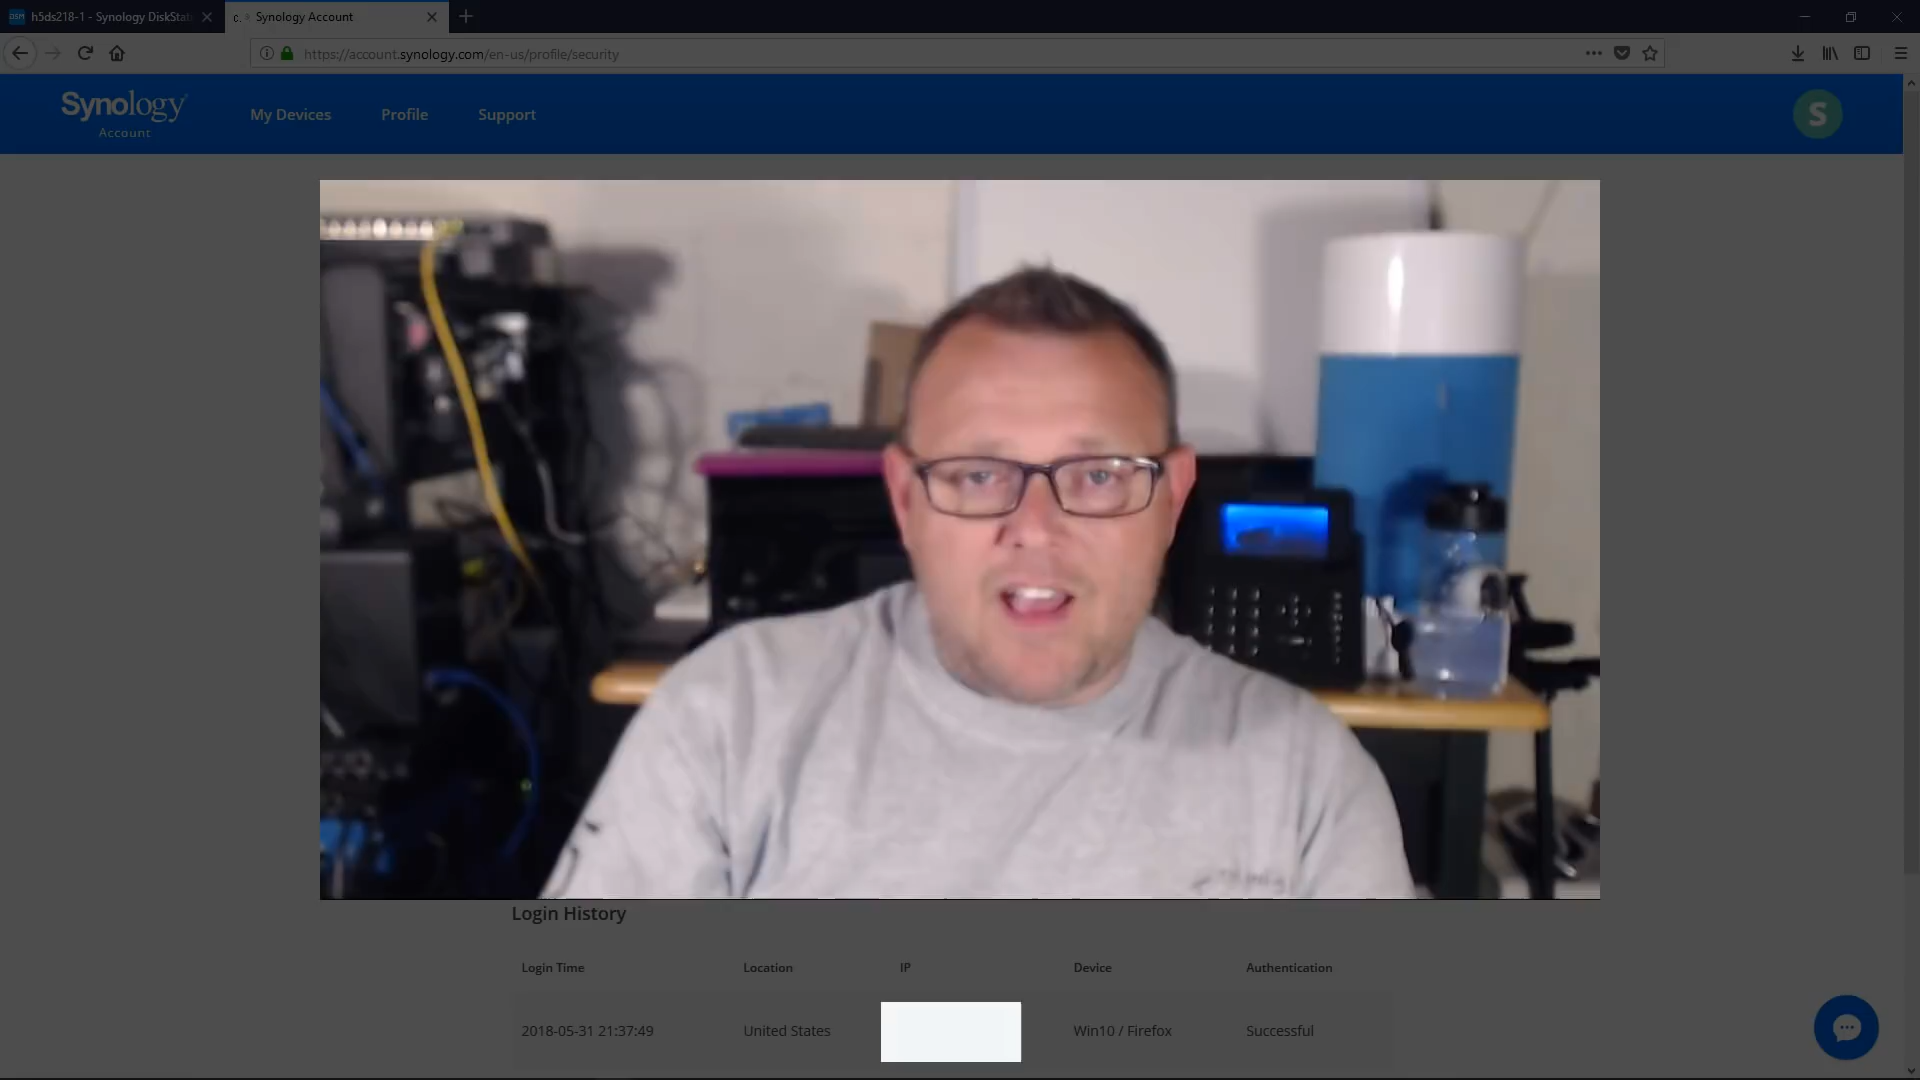 h5ds218-1 - Synology DiskStati
Synology Account
https://account.synology.com/en-us/profile/security
Synology
Account
My Devices
Profile
Support
S
Login History
Login Time
Location
IP
Device
Authentication
2018-05-31 21:37:49
United States
Win10 / Firefox
Successful